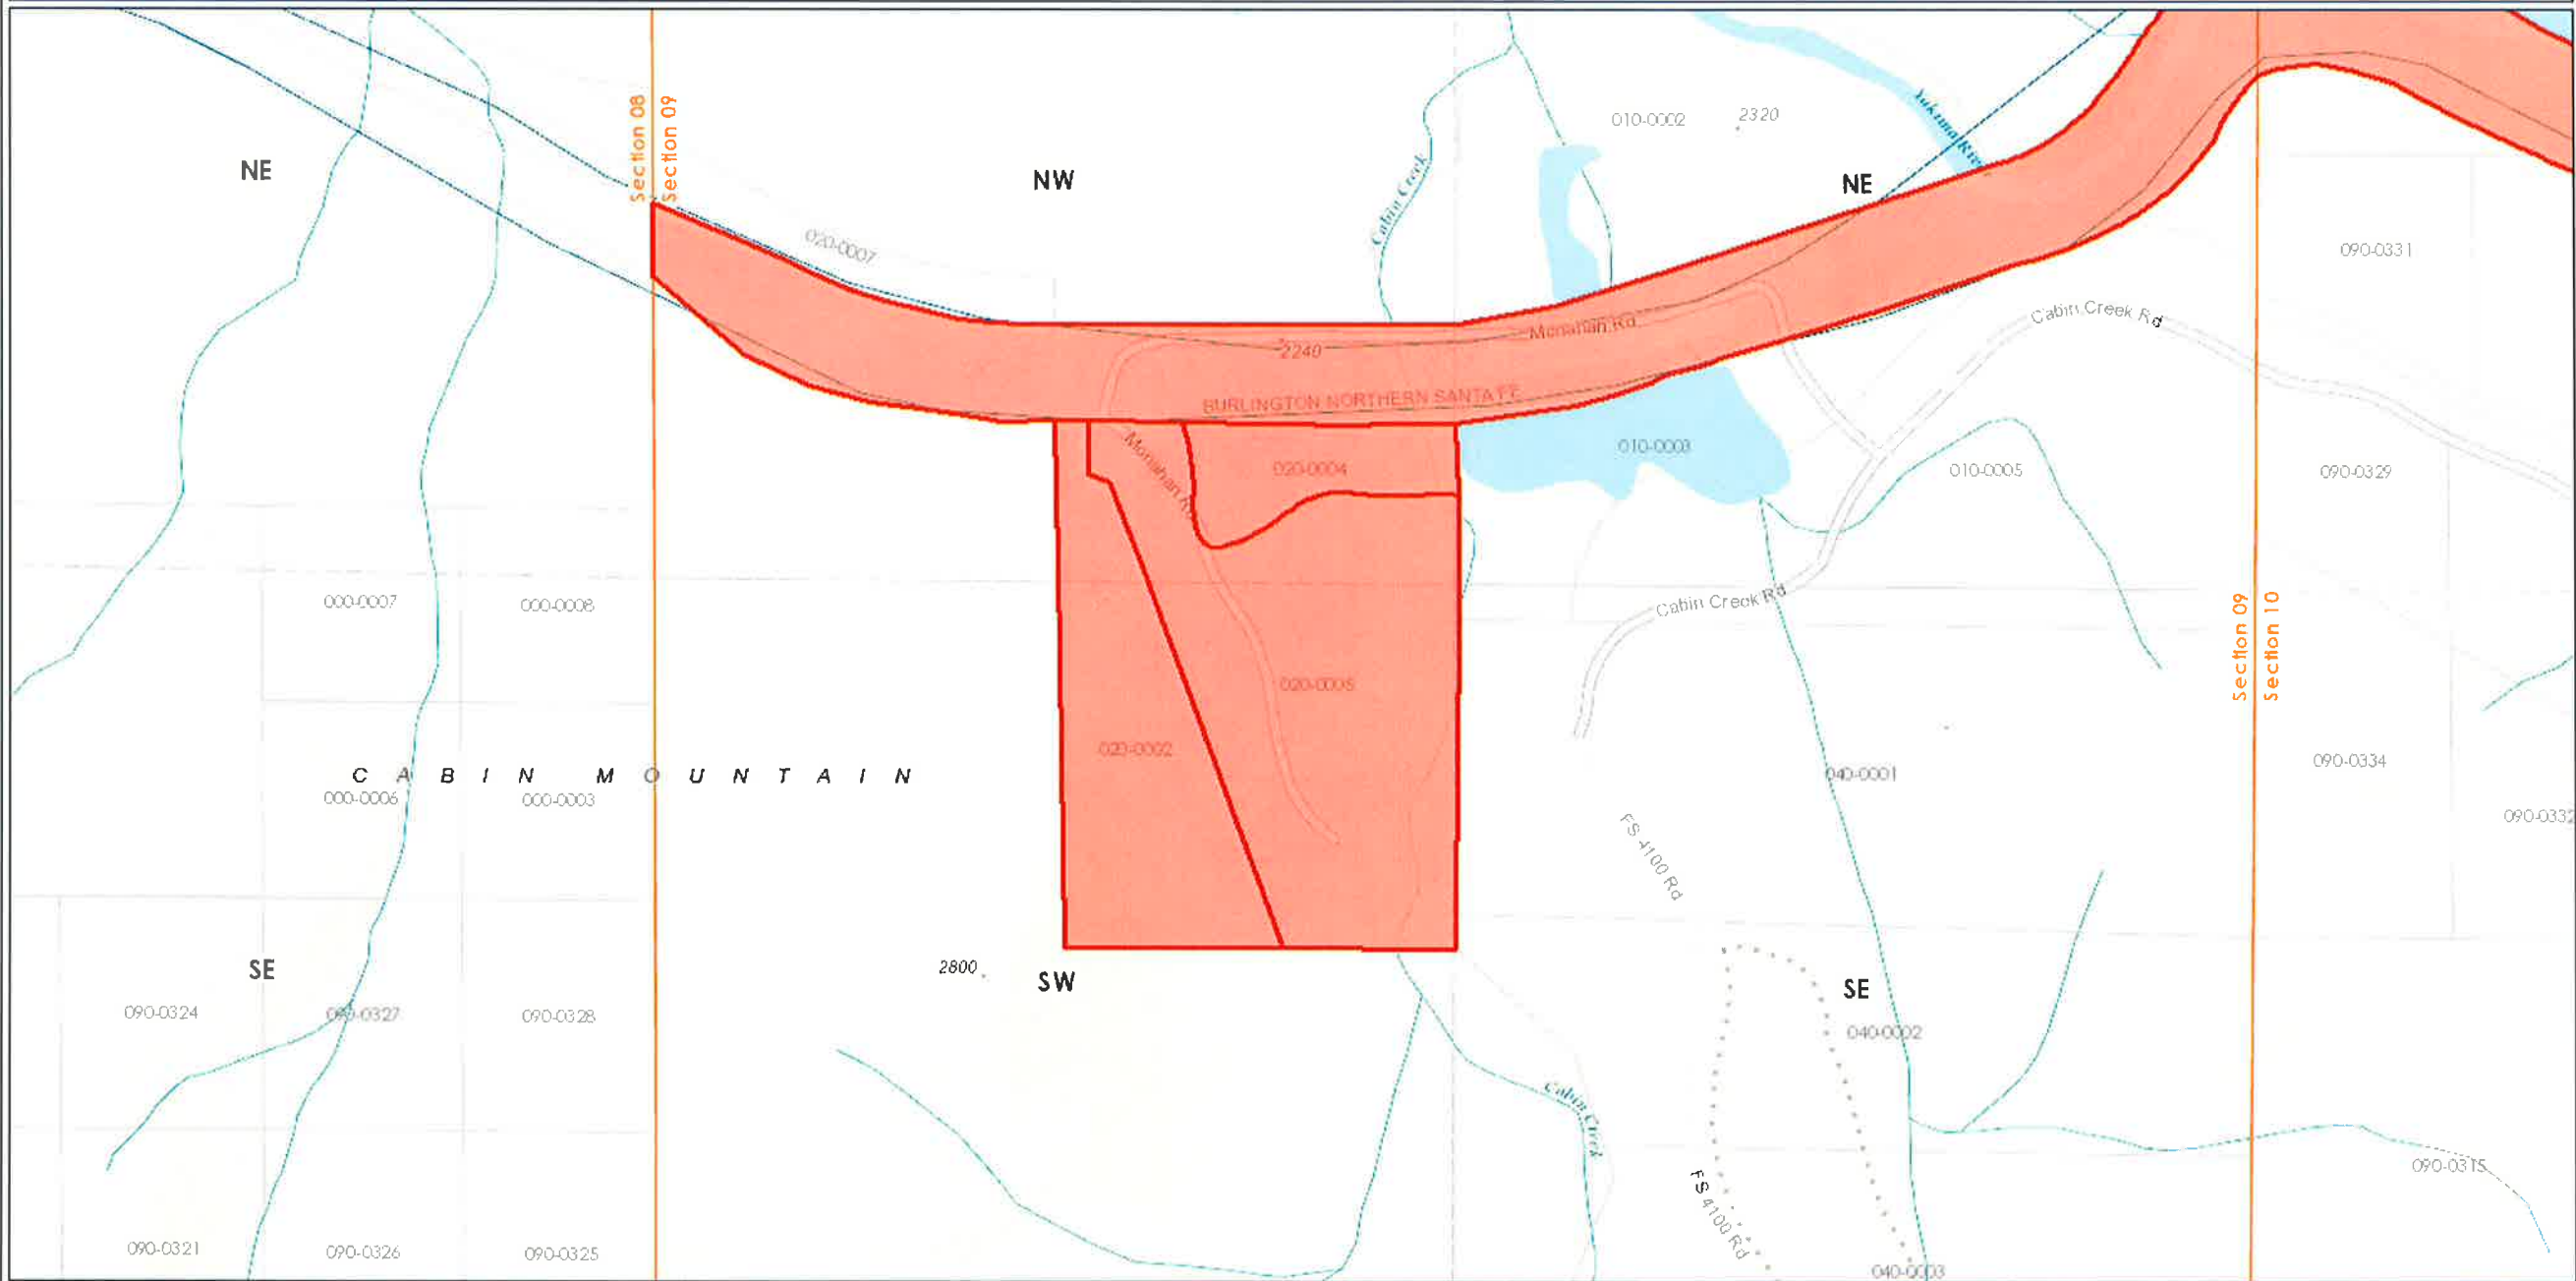 Section 08
Section 09
010-0002
2320
NE
NW
NE
Cabin Creek
020-0007
090-0331
Cabin Creek Rd
Monahan Rd
2240
BURLINGTON NORTHERN SANTA FE
Monahan Rd
020-0004
010-0003
010-0005
090-0329
000-0007
000-0008
Cabin Creek Rd
Section 09
Section 10
020-0005
020-0002
CABIN MOUNTAIN
000-0006
000-0003
040-0001
090-0334
FS 4100 Rd
SE
2800
SW
SE
090-0324
090-0327
090-0328
040-0002
Cabin Creek
090-0315
FS 4100 Rd
090-0321
090-0326
090-0325
040-0003